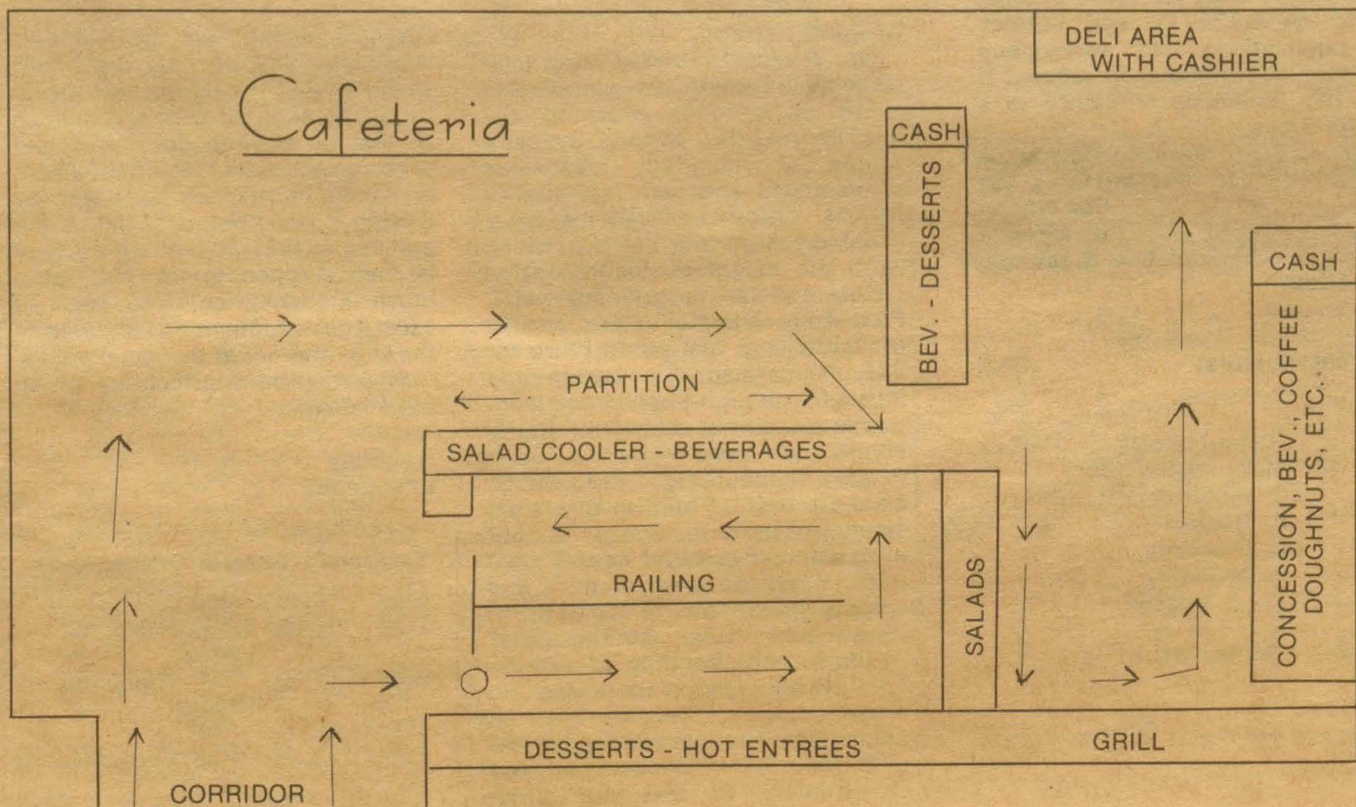 DELI AREA
WITH CASHIER
Cafeteria
CASH
BEV. - DESSERTS
CASH
CONCESSION, BEV., COFFEE
DOUGHNUTS, ETC.
PARTITION
SALAD COOLER - BEVERAGES
RAILING
SALADS
DESSERTS - HOT ENTREES
GRILL
CORRIDOR